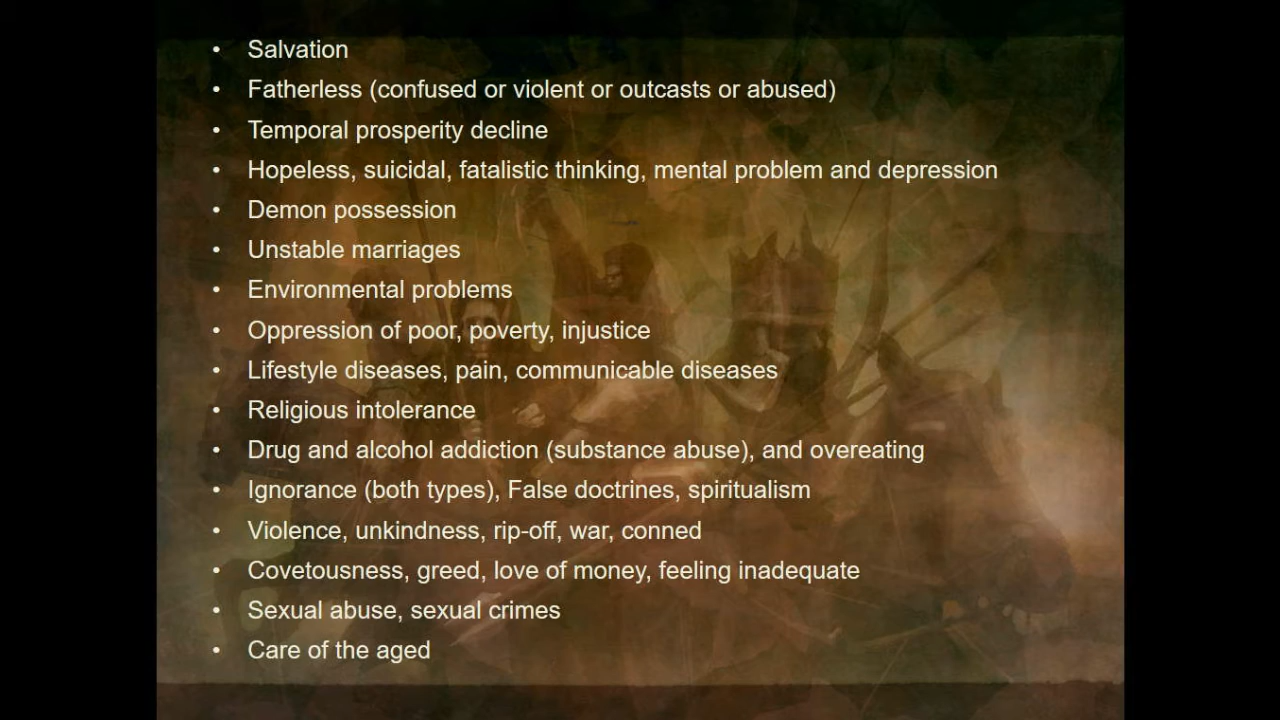 • Salvation
• Fatherless (confused or violent or outcasts or abused)
• Temporal prosperity decline
• Hopeless, suicidal, fatalistic thinking, mental problem and depression
• Demon possession
• Unstable marriages
• Environmental problems
• Oppression of poor, poverty, injustice
• Lifestyle diseases, pain, communicable diseases
• Religious intolerance
• Drug and alcohol addiction (substance abuse), and overeating
• Ignorance (both types), False doctrines, spiritualism
• Violence, unkindness, rip-off, war, conned
• Covetousness, greed, love of money, feeling inadequate
• Sexual abuse, sexual crimes
• Care of the aged